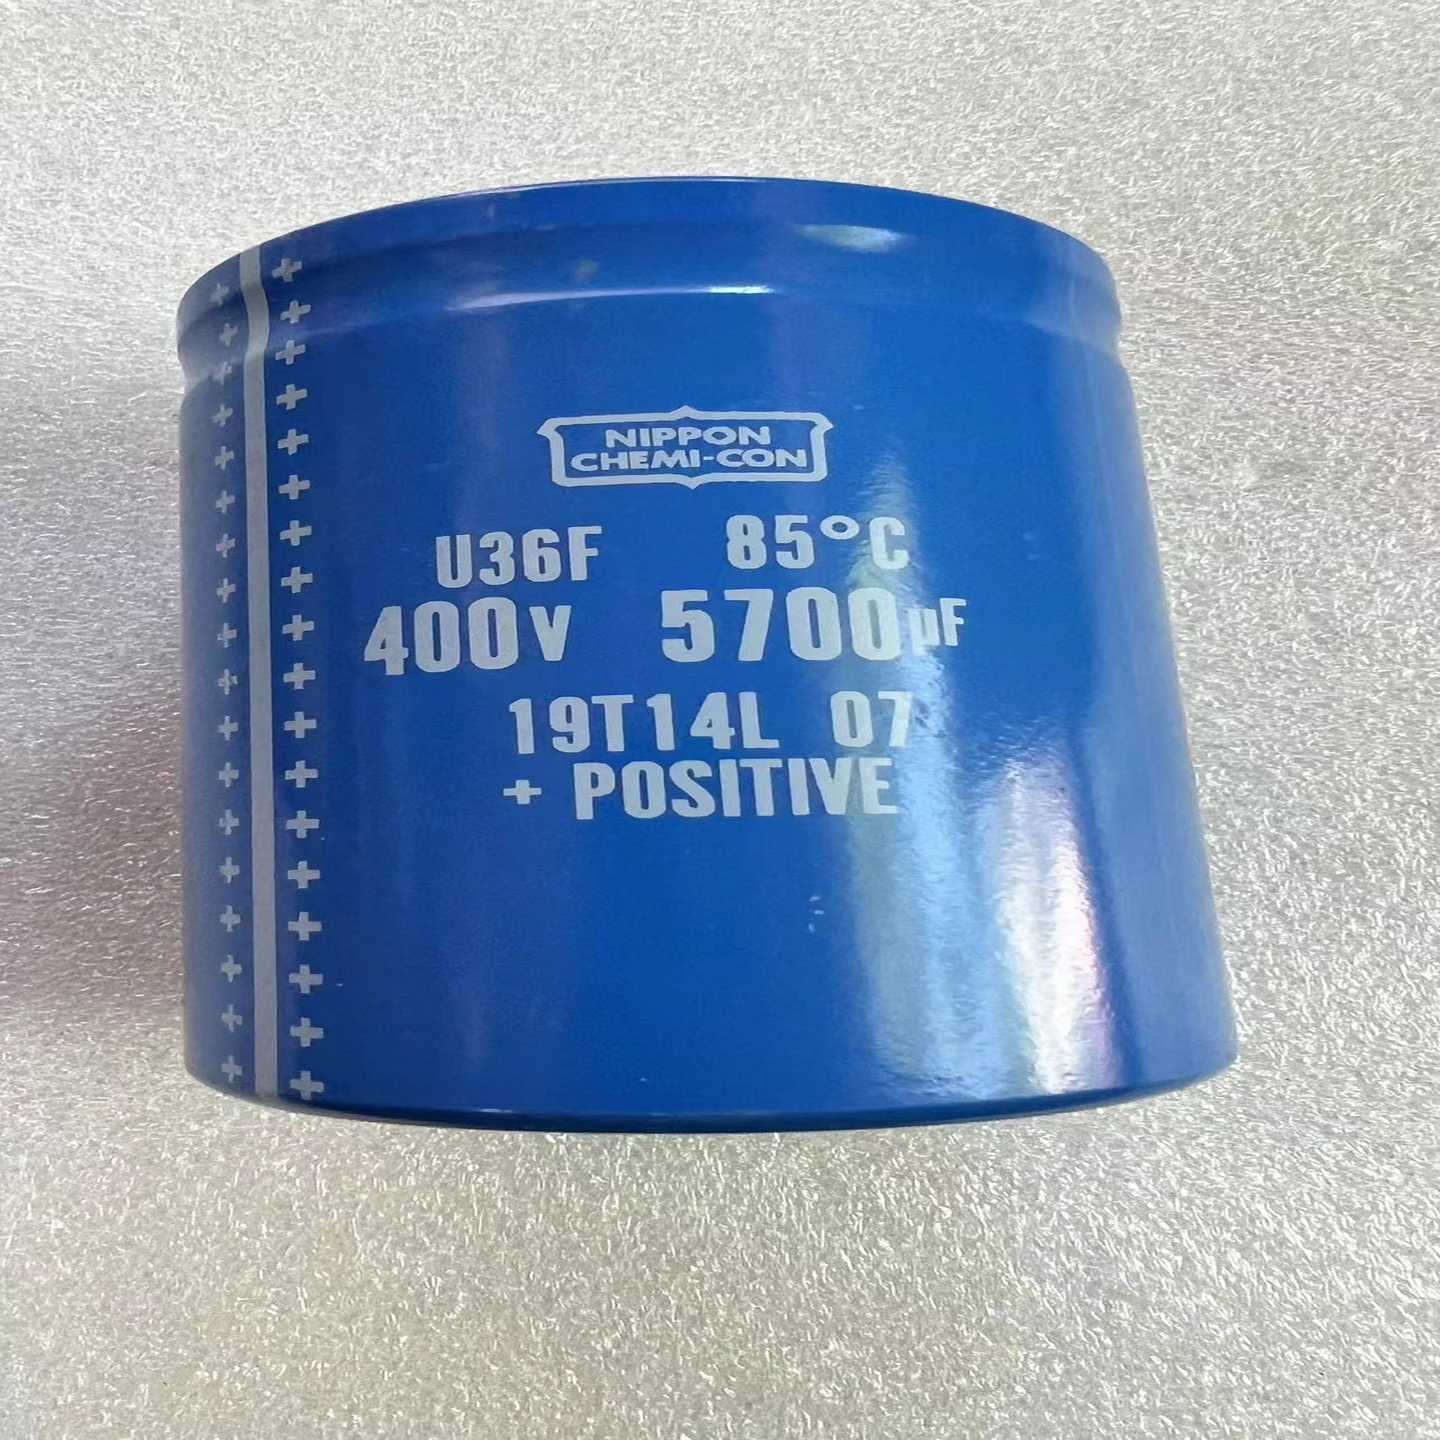 NIPPON
CHEMI-CON
U36F 85°C
400V 5700µF
19T14L 07
+ POSITIVE